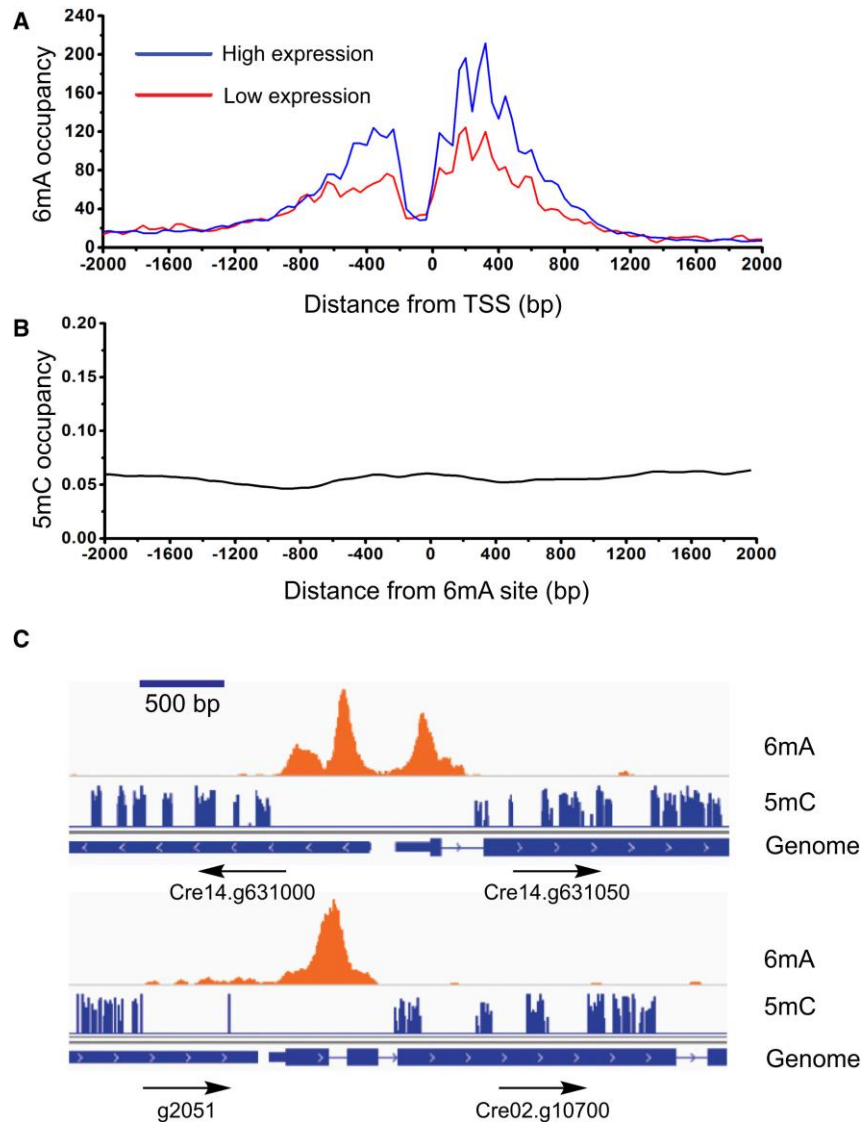 A
240
200
160
120
80
40
0
6mA occupancy
High expression
Low expression
-2000 -1600 -1200 -800 -400 0 400 800 1200 1600 2000
Distance from TSS (bp)
B
0.20
0.15
0.10
0.05
0.00
5mC occupancy
-2000 -1600 -1200 -800 -400 0 400 800 1200 1600 2000
Distance from 6mA site (bp)
C
500 bp
6mA
5mC
Genome
Cre14.g631000 Cre14.g631050
6mA
5mC
Genome
g2051 Cre02.g10700